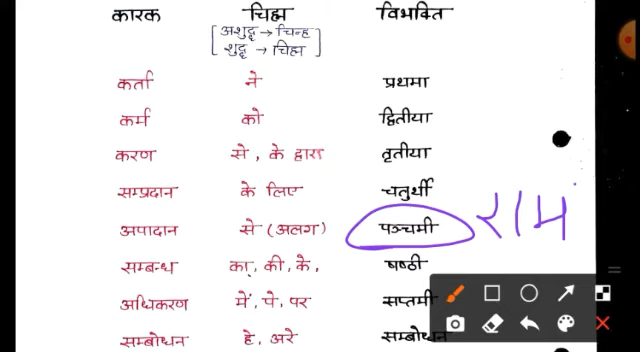 कारक चिह्न विभक्ति
[अशुद्ध → चिन्ह
शुद्ध → चिह्न]
कर्ता ने प्रथमा
कर्म को द्वितीया
करण से, के द्वारा तृतीया
सम्प्रदान के लिए चतुर्थी
अपादान से (अलग) पञ्चमी राम
सम्बन्ध का, की, के, षष्ठी
अधिकरण में, पे, पर सप्तमी
सम्बोधन हे, अरे सम्बोधन